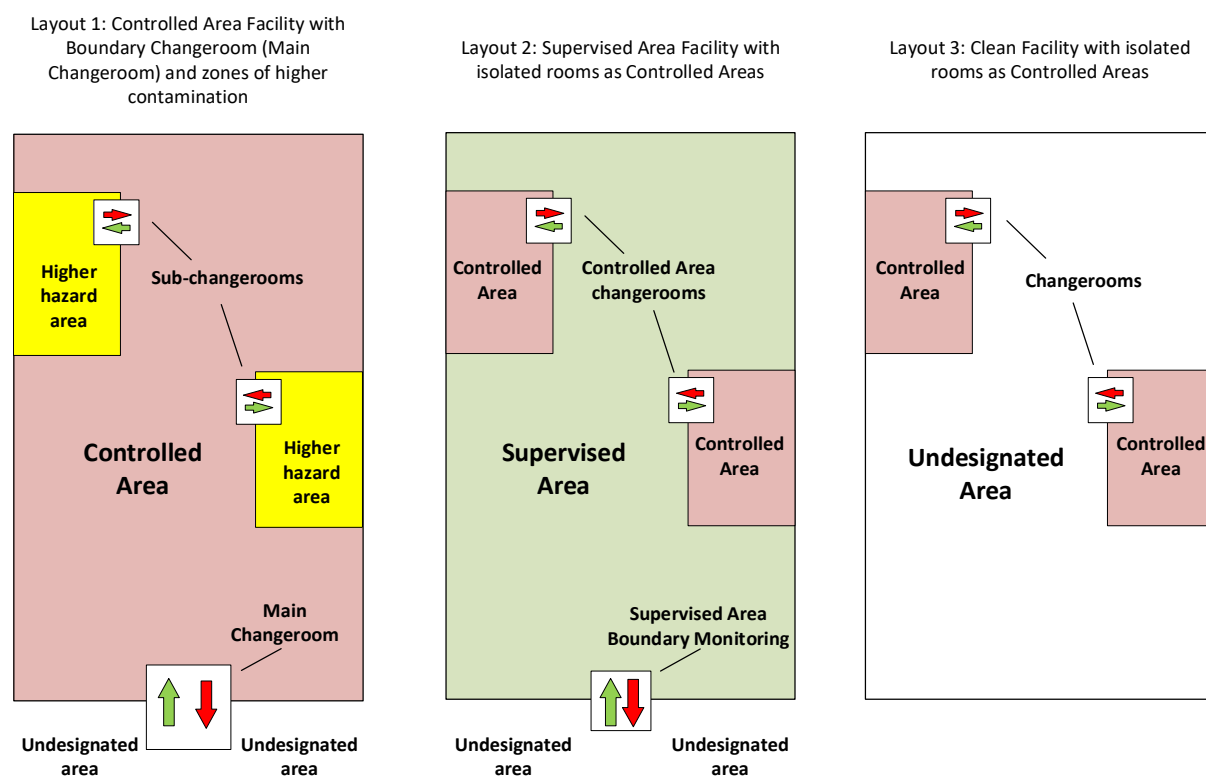 Layout 1: Controlled Area Facility with
Boundary Changeroom (Main
Changeroom) and zones of higher
contamination
Higher
hazard
area
Sub-changerooms
Controlled
Area
Higher
hazard
area
Main
Changeroom
Undesignated
area
Undesignated
area
Layout 2: Supervised Area Facility with
isolated rooms as Controlled Areas
Controlled
Area
Controlled Area
changerooms
Supervised
Area
Controlled
Area
Supervised Area
Boundary Monitoring
Undesignated
area
Undesignated
area
Layout 3: Clean Facility with isolated
rooms as Controlled Areas
Controlled
Area
Changerooms
Undesignated
Area
Controlled
Area